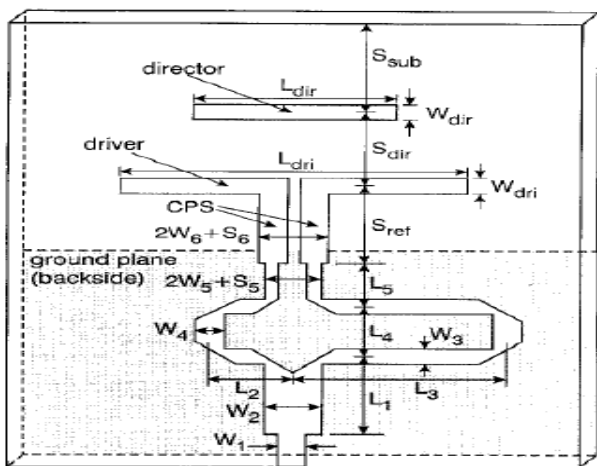 S_sub
director
L_dir
W_dir
S_dir
driver
L_dri
W_dri
CPS
2W_6+S_6
S_ref
ground plane
(backside)
2W_5+S_5
L_5
W_4
L_4
W_3
L_2
L_3
W_2
L_1
W_1